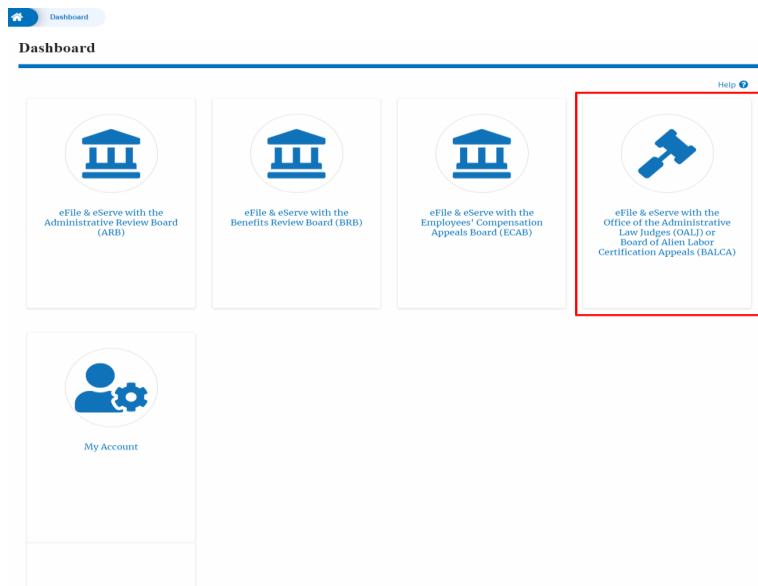 Dashboard
Dashboard
Help
eFile & eServe with the
Administrative Review Board
(ARB)
eFile & eServe with the
Benefits Review Board (BRB)
eFile & eServe with the
Employees' Compensation
Appeals Board (ECAB)
eFile & eServe with the
Office of the Administrative
Law Judges (OALJ) or
Board of Alien Labor
Certification Appeals (BALCA)
My Account